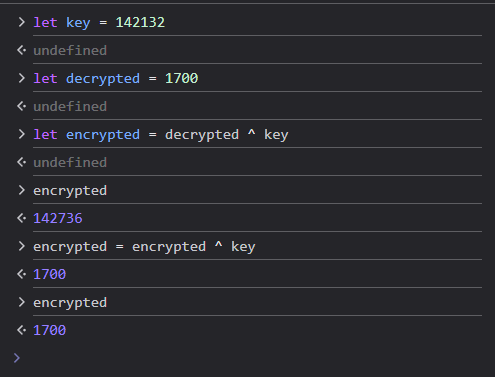 > let key = 142132
<· undefined
> let decrypted = 1700
<· undefined
> let encrypted = decrypted ^ key
<· undefined
> encrypted
<· 142736
> encrypted = encrypted ^ key
<· 1700
> encrypted
<· 1700
>